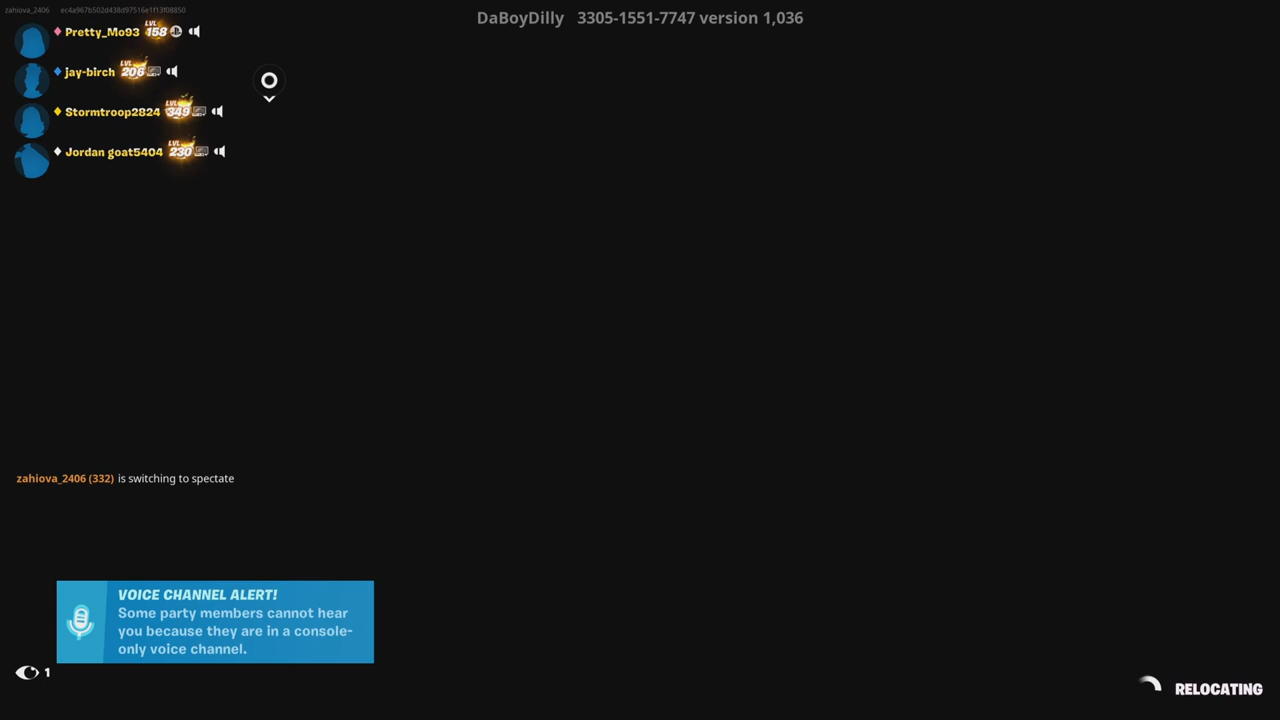 zahiova_2406 ec4a967b502d438d97516e1f13f08850
DaBoyDilly 3305-1551-7747 version 1,036
Pretty_Mo93 LVL 158
jay-birch LVL 206
Stormtroop2824 LVL 349
Jordan goat5404 LVL 230
zahiova_2406 (332) is switching to spectate
VOICE CHANNEL ALERT!
Some party members cannot hear
you because they are in a console-
only voice channel.
1
RELOCATING